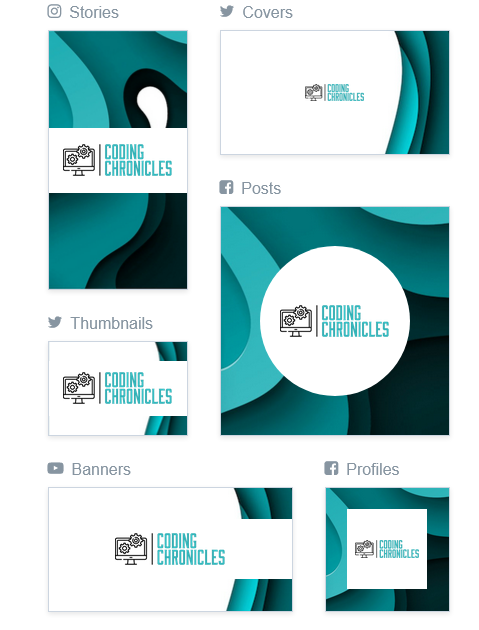 Stories
CODING
CHRONICLES
Covers
CODING
CHRONICLES
Posts
CODING
CHRONICLES
Thumbnails
CODING
CHRONICLES
Banners
CODING
CHRONICLES
Profiles
CODING
CHRONICLES